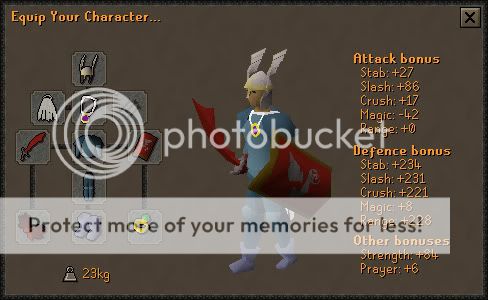 Equip Your Character...
Attack bonus
Stab: +27
Slash: +86
Crush: +17
Magic: -42
Range: +0
photobucket
Defence bonus
Stab: +234
Slash: +231
Crush: +221
Magic: +8
Protect more of your memories for less!
Range: +228
Other bonuses
Strength: +84
Prayer: +6
23kg